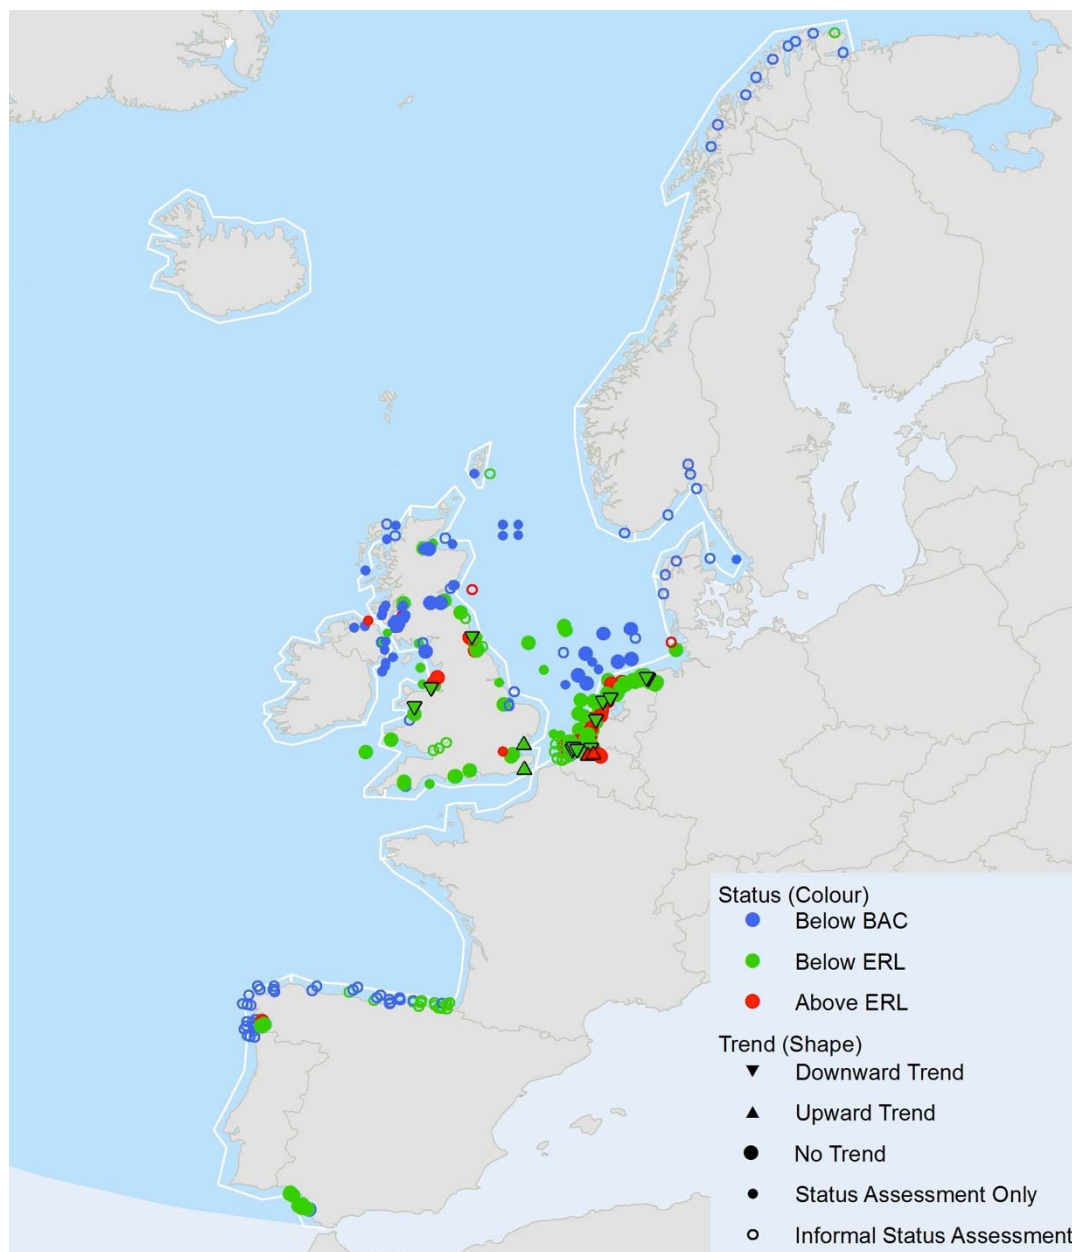 Status (Colour)
Below BAC
Below ERL
Above ERL
Trend (Shape)
Downward Trend
Upward Trend
No Trend
Status Assessment Only
Informal Status Assessment